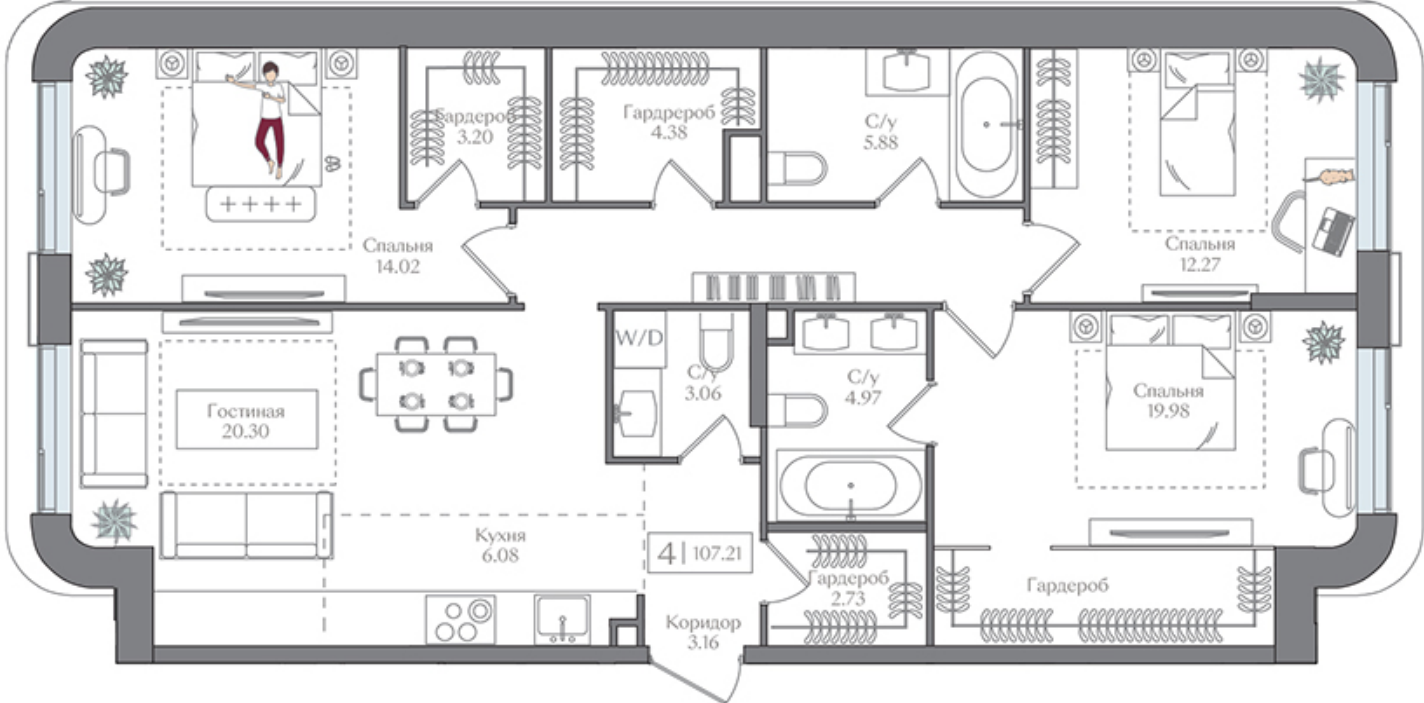 Гардероб
3.20
Гардрероб
4.38
С/у
5.88
Спальня
14.02
Спальня
12.27
W/D
С/у
3.06
С/у
4.97
Спальня
19.98
Гостиная
20.30
Кухня
6.08
4 | 107.21
Гардероб
2.73
Гардероб
Коридор
3.16